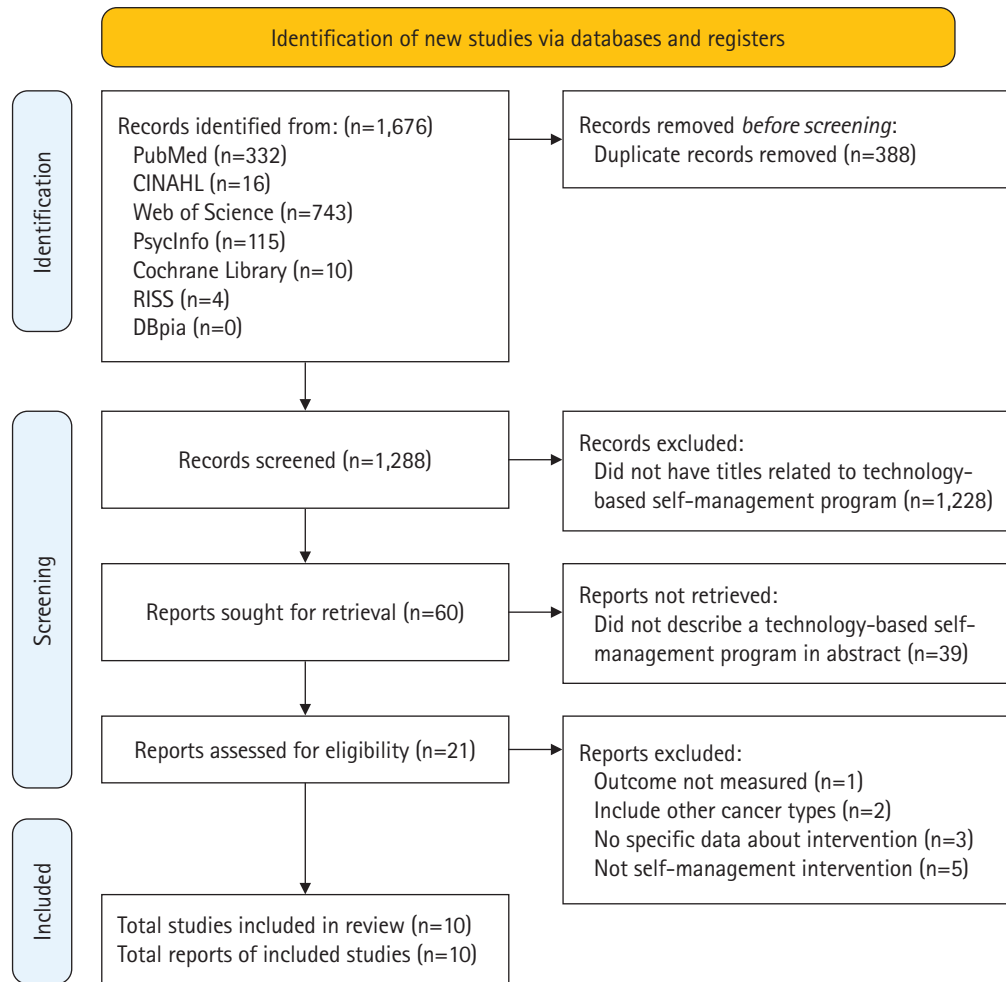 Identification of new studies via databases and registers
Identification
Records identified from: (n=1,676)
PubMed (n=332)
CINAHL (n=16)
Web of Science (n=743)
PsycInfo (n=115)
Cochrane Library (n=10)
RISS (n=4)
DBpia (n=0)
Records removed before screening:
Duplicate records removed (n=388)
Screening
Records screened (n=1,288)
Records excluded:
Did not have titles related to technology-
based self-management program (n=1,228)
Reports sought for retrieval (n=60)
Reports not retrieved:
Did not describe a technology-based self-
management program in abstract (n=39)
Reports assessed for eligibility (n=21)
Reports excluded:
Outcome not measured (n=1)
Include other cancer types (n=2)
No specific data about intervention (n=3)
Not self-management intervention (n=5)
Included
Total studies included in review (n=10)
Total reports of included studies (n=10)